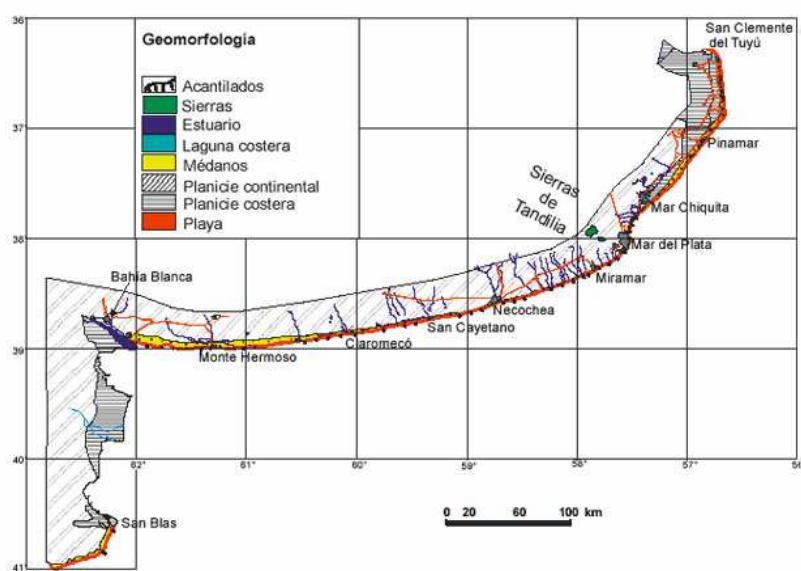 36
37
38
39
40
41
Geomorfología
Acantilados
Sierras
Estuario
Laguna costera
Médanos
Planicie continental
Planicie costera
Playa
San Clemente
del Tuyú
Pinamar
Sierras
de
Tandilia
Mar Chiquita
Mar del Plata
Miramar
Necochea
San Cayetano
Claromecó
Monte Hermoso
Bahía Blanca
San Blas
62° 61° 60° 59° 58° 57° 56
0 20 60 100 km